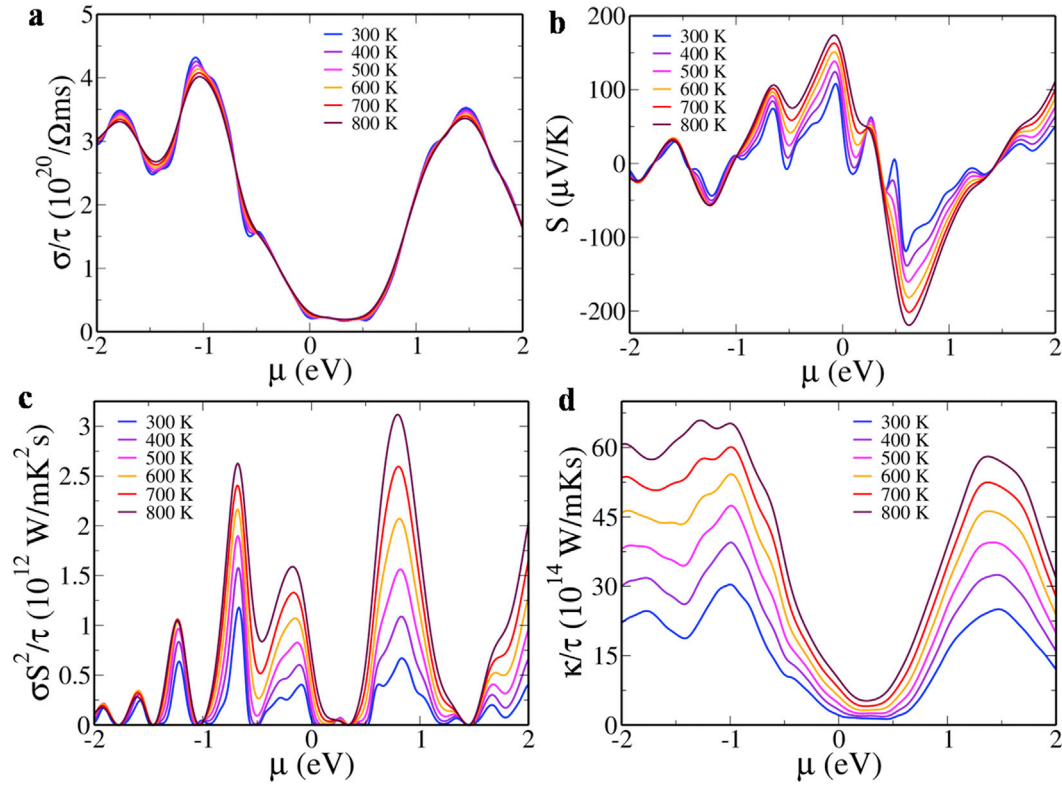 a
300 K
400 K
500 K
600 K
700 K
800 K
σ/τ (10^20/Ωms)
5
4
3
2
1
0
-2
-1
0
1
2
μ (eV)
b
300 K
400 K
500 K
600 K
700 K
800 K
S (μV/K)
200
100
0
-100
-200
-2
-1
0
1
2
μ (eV)
c
300 K
400 K
500 K
600 K
700 K
800 K
σS^2/τ (10^12 W/mK^2s)
3
2.5
2
1.5
1
0.5
0
-2
-1
0
1
2
μ (eV)
d
300 K
400 K
500 K
600 K
700 K
800 K
κ/τ (10^14 W/mKs)
60
45
30
15
0
-2
-1
0
1
2
μ (eV)